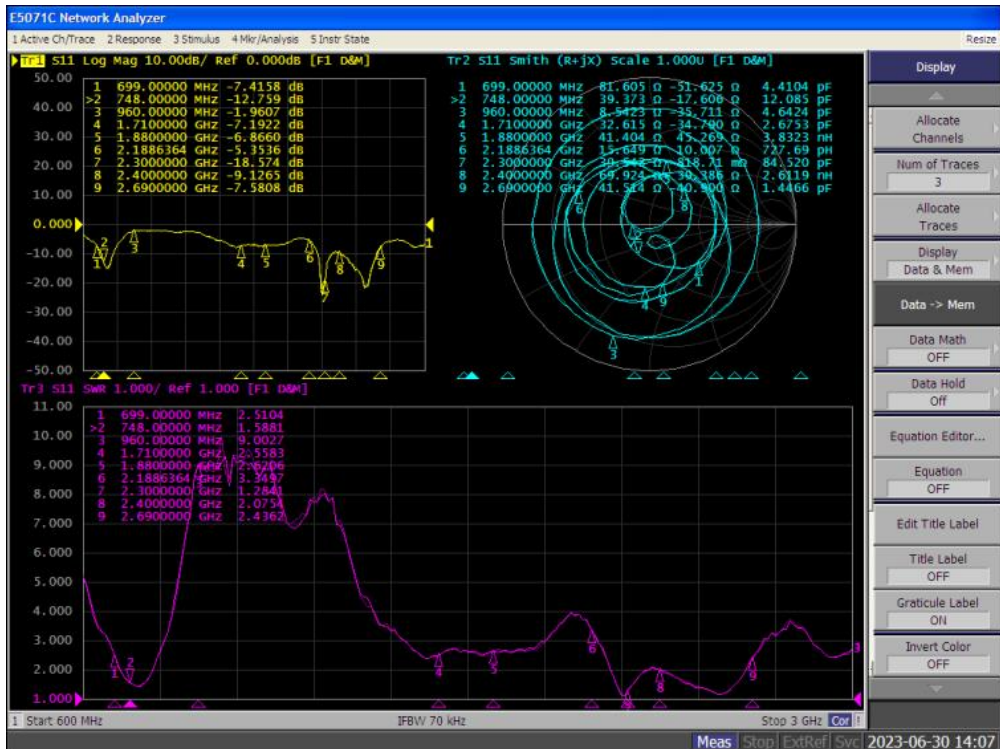 E5071C Network Analyzer
1 Active Ch/Trace 2 Response 3 Stimulus 4 Mkr/Analysis 5 Instr State
Resize
Tr1 S11 Log Mag 10.00dB/ Ref 0.000dB [F1 D&M]
50.00
40.00
30.00
20.00
10.00
0.000
-10.00
-20.00
-30.00
-40.00
-50.00
1 699.00000 MHz -7.4158 dB
>2 748.00000 MHz -12.759 dB
3 960.00000 MHz -1.9607 dB
4 1.7100000 GHz -7.1922 dB
5 1.8800000 GHz -6.8660 dB
6 2.1886364 GHz -5.3536 dB
7 2.3000000 GHz -18.574 dB
8 2.4000000 GHz -9.1265 dB
9 2.6900000 GHz -7.5808 dB
Tr2 S11 Smith (R+jX) Scale 1.000U [F1 D&M]
1 699.00000 MHz 81.605 Ω -51.625 Ω 4.4104 pF
>2 748.00000 MHz 39.373 Ω -17.606 Ω 12.085 pF
3 960.00000 MHz 8.5423 Ω -35.711 Ω 4.6424 pF
4 1.7100000 GHz 32.615 Ω -34.790 Ω 2.6753 pF
5 1.8800000 GHz 41.404 Ω 45.269 Ω 3.8323 nH
6 2.1886364 GHz 15.649 Ω 10.007 Ω 727.69 pH
7 2.3000000 GHz -818.71 mΩ 84.520 pF
8 2.4000000 GHz 69.924 Ω 39.386 Ω 2.6119 nH
9 2.6900000 GHz 41.514 Ω -40.900 Ω 1.4466 pF
Tr3 S11 SWR 1.000/ Ref 1.000 [F1 D&M]
11.00
10.00
9.000
8.000
7.000
6.000
5.000
4.000
3.000
2.000
1.000
1 699.00000 MHz 2.5104
>2 748.00000 MHz 1.5881
3 960.00000 MHz 9.0027
4 1.7100000 GHz 2.5583
5 1.8800000 GHz 2.6206
6 2.1886364 GHz 3.3497
7 2.3000000 GHz 1.2841
8 2.4000000 GHz 2.0754
9 2.6900000 GHz 2.4362
1 Start 600 MHz
IFBW 70 kHz
Stop 3 GHz Cor !
Meas Stop ExtRef Svc 2023-06-30 14:07
Display
Allocate
Channels
Num of Traces
3
Allocate
Traces
Display
Data & Mem
Data -> Mem
Data Math
OFF
Data Hold
Off
Equation Editor...
Equation
OFF
Edit Title Label
Title Label
OFF
Graticule Label
ON
Invert Color
OFF